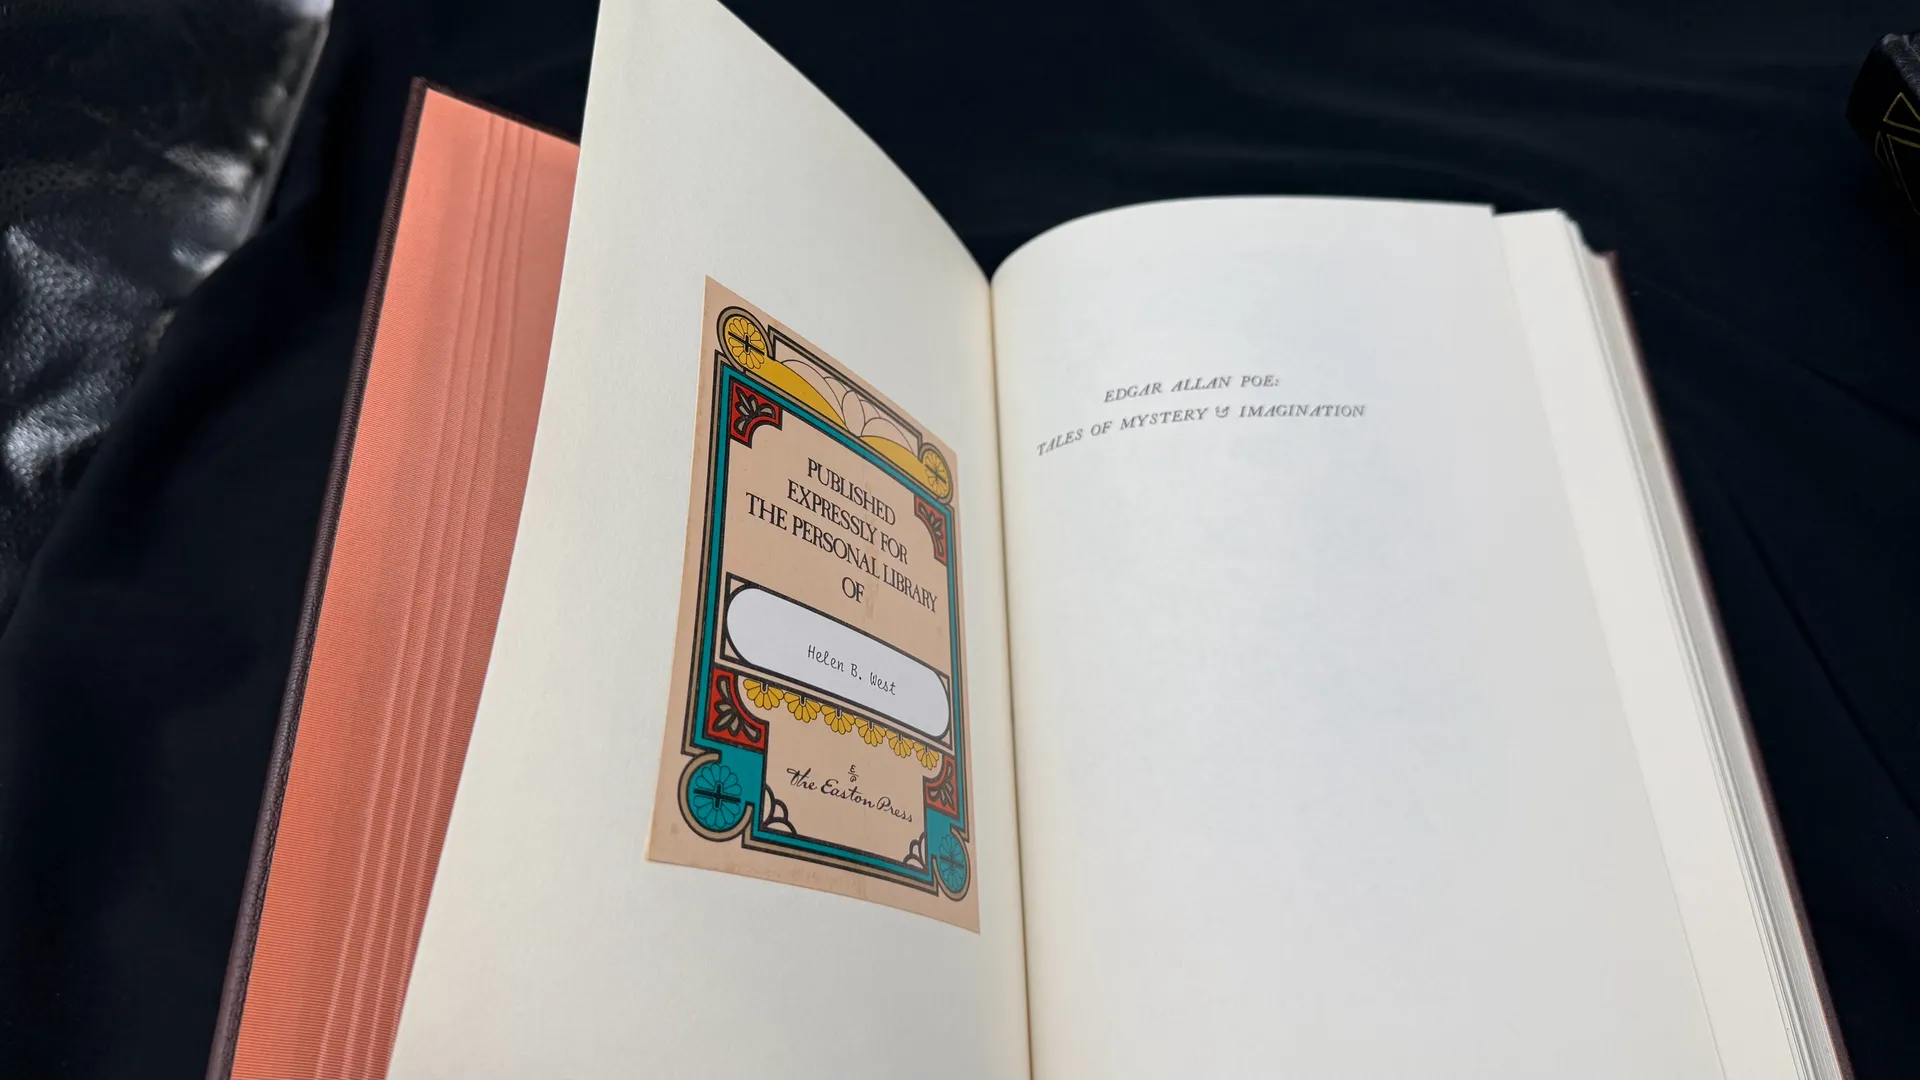 PUBLISHED
EXPRESSLY FOR
THE PERSONAL LIBRARY
OF
Helen B. West
E
P
The Easton Press
EDGAR ALLAN POE:
TALES OF MYSTERY & IMAGINATION